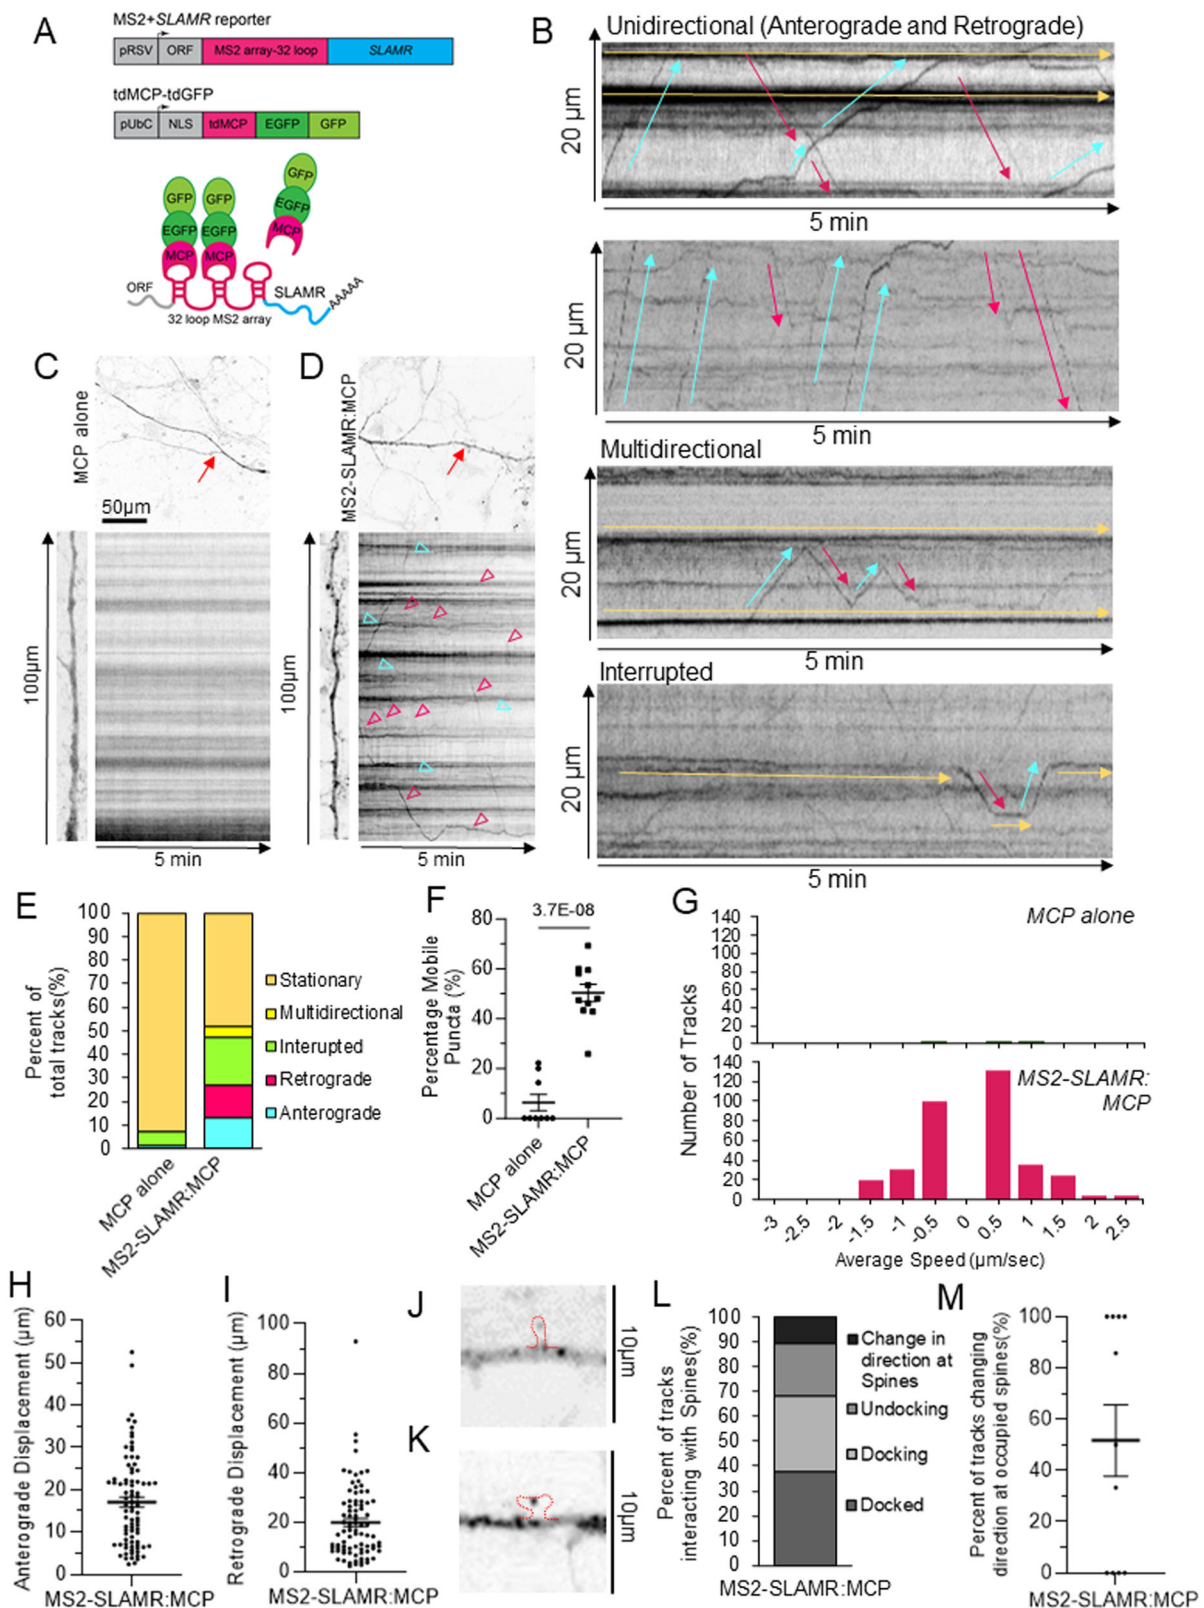 A
MS2+SLAMR reporter
pRSV ORF MS2 array-32 loop SLAMR
tdMCP-tdGFP
pUbC NLS tdMCP EGFP GFP
GFP GFP GFP
EGFP EGFP EGFP
MCP MCP MCP
ORF SLAMR AAAAA
32 loop MS2 array
B
Unidirectional (Anterograde and Retrograde)
20 µm
5 min
20 µm
5 min
Multidirectional
20 µm
5 min
Interrupted
20 µm
5 min
C
MCP alone
50µm
100µm
5 min
D
MS2-SLAMR:MCP
100µm
5 min
E
Percent of
total tracks(%)
100
90
80
70
60
50
40
30
20
10
0
MCP alone
MS2-SLAMR:MCP
Stationary
Multidirectional
Interupted
Retrograde
Anterograde
F
Percentage Mobile
Puncta (%)
3.7E-08
80
60
40
20
0
MCP alone
MS2-SLAMR:MCP
G
Number of Tracks
MCP alone
140
120
100
80
60
40
20
0
MS2-SLAMR:
MCP
140
120
100
80
60
40
20
0
-3 -2.5 -2 -1.5 -1 -0.5 0 0.5 1 1.5 2 2.5
Average Speed (µm/sec)
H
Anterograde Displacement (µm)
60
50
40
30
20
10
0
MS2-SLAMR:MCP
I
Retrograde Displacement (µm)
100
80
60
40
20
0
MS2-SLAMR:MCP
J
10µm
K
10µm
L
Percent of tracks
interacting with Spines(%)
100
90
80
70
60
50
40
30
20
10
0
MS2-SLAMR:MCP
Change in
direction at
Spines
Undocking
Docking
Docked
M
Percent of tracks changing
direction at occupied spines(%)
100
80
60
40
20
0
MS2-SLAMR:MCP